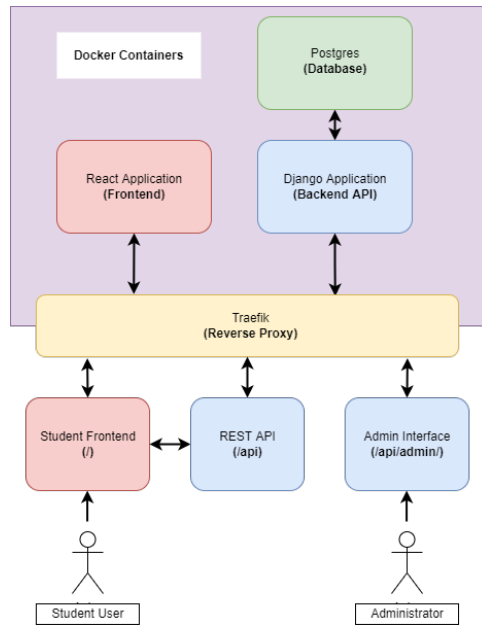 Docker Containers
Postgres
(Database)
React Application
(Frontend)
Django Application
(Backend API)
Traefik
(Reverse Proxy)
Student Frontend
(/)
REST API
(/api)
Admin Interface
(/api/admin/)
Student User
Administrator